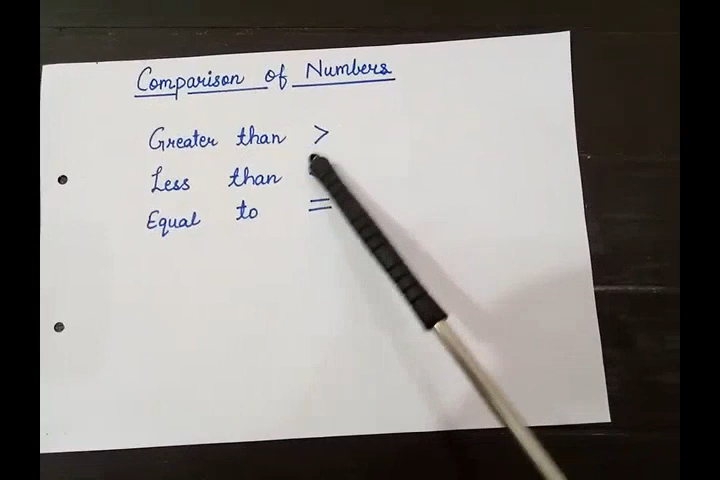 Comparison of Numbers
Greater than >
Less than
Equal to =